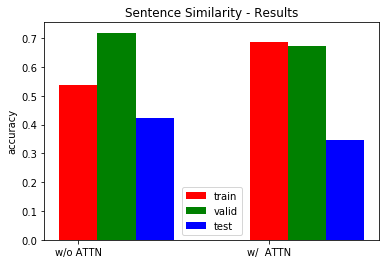 Sentence Similarity - Results
accuracy
0.7
0.6
0.5
0.4
0.3
0.2
0.1
0.0
train
valid
test
w/o ATTN
w/  ATTN